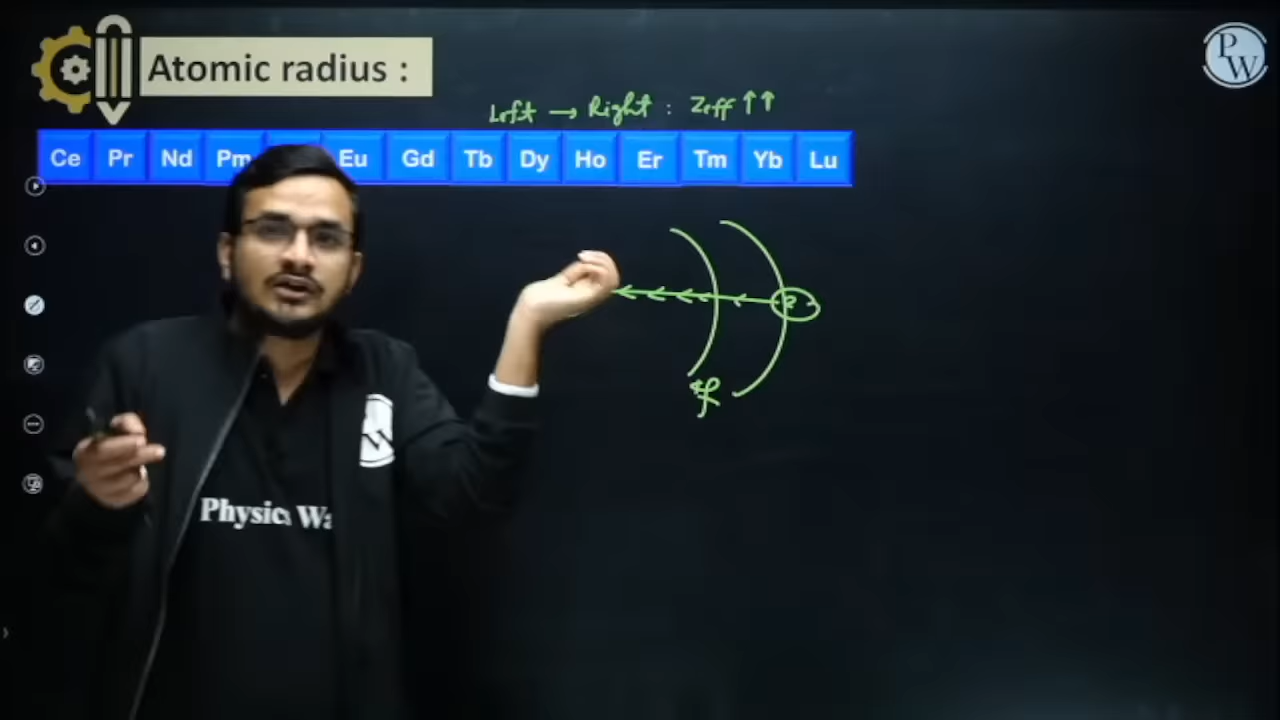 Atomic radius :
PW
Left → Right : Zeff ↑↑
Ce Pr Nd Pm Eu Gd Tb Dy Ho Er Tm Yb Lu
4f
W
Physics Wa